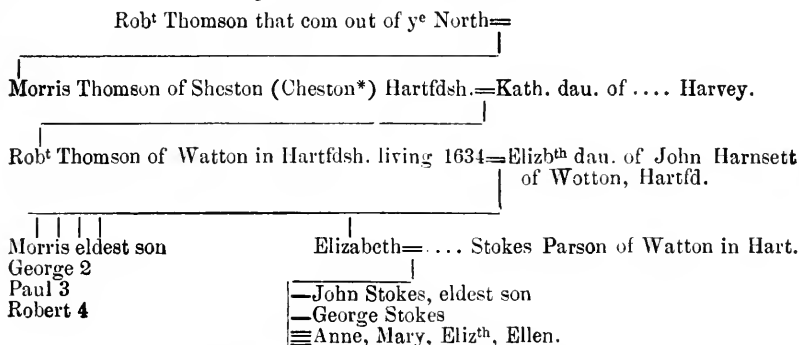 Robᵗ Thomson that com out of yᵉ North=
Morris Thomson of Sheston (Cheston*) Hartfdsh.=Kath. dau. of .... Harvey.
Robᵗ Thomson of Watton in Hartfdsh. living 1634=Elizbᵗʰ dau. of John Harnsett
of Wotton, Hartfd.
Morris eldest son
George 2
Paul 3
Robert 4
Elizabeth=.... Stokes Parson of Watton in Hart.
John Stokes, eldest son
George Stokes
Anne, Mary, Elizᵗʰ, Ellen.